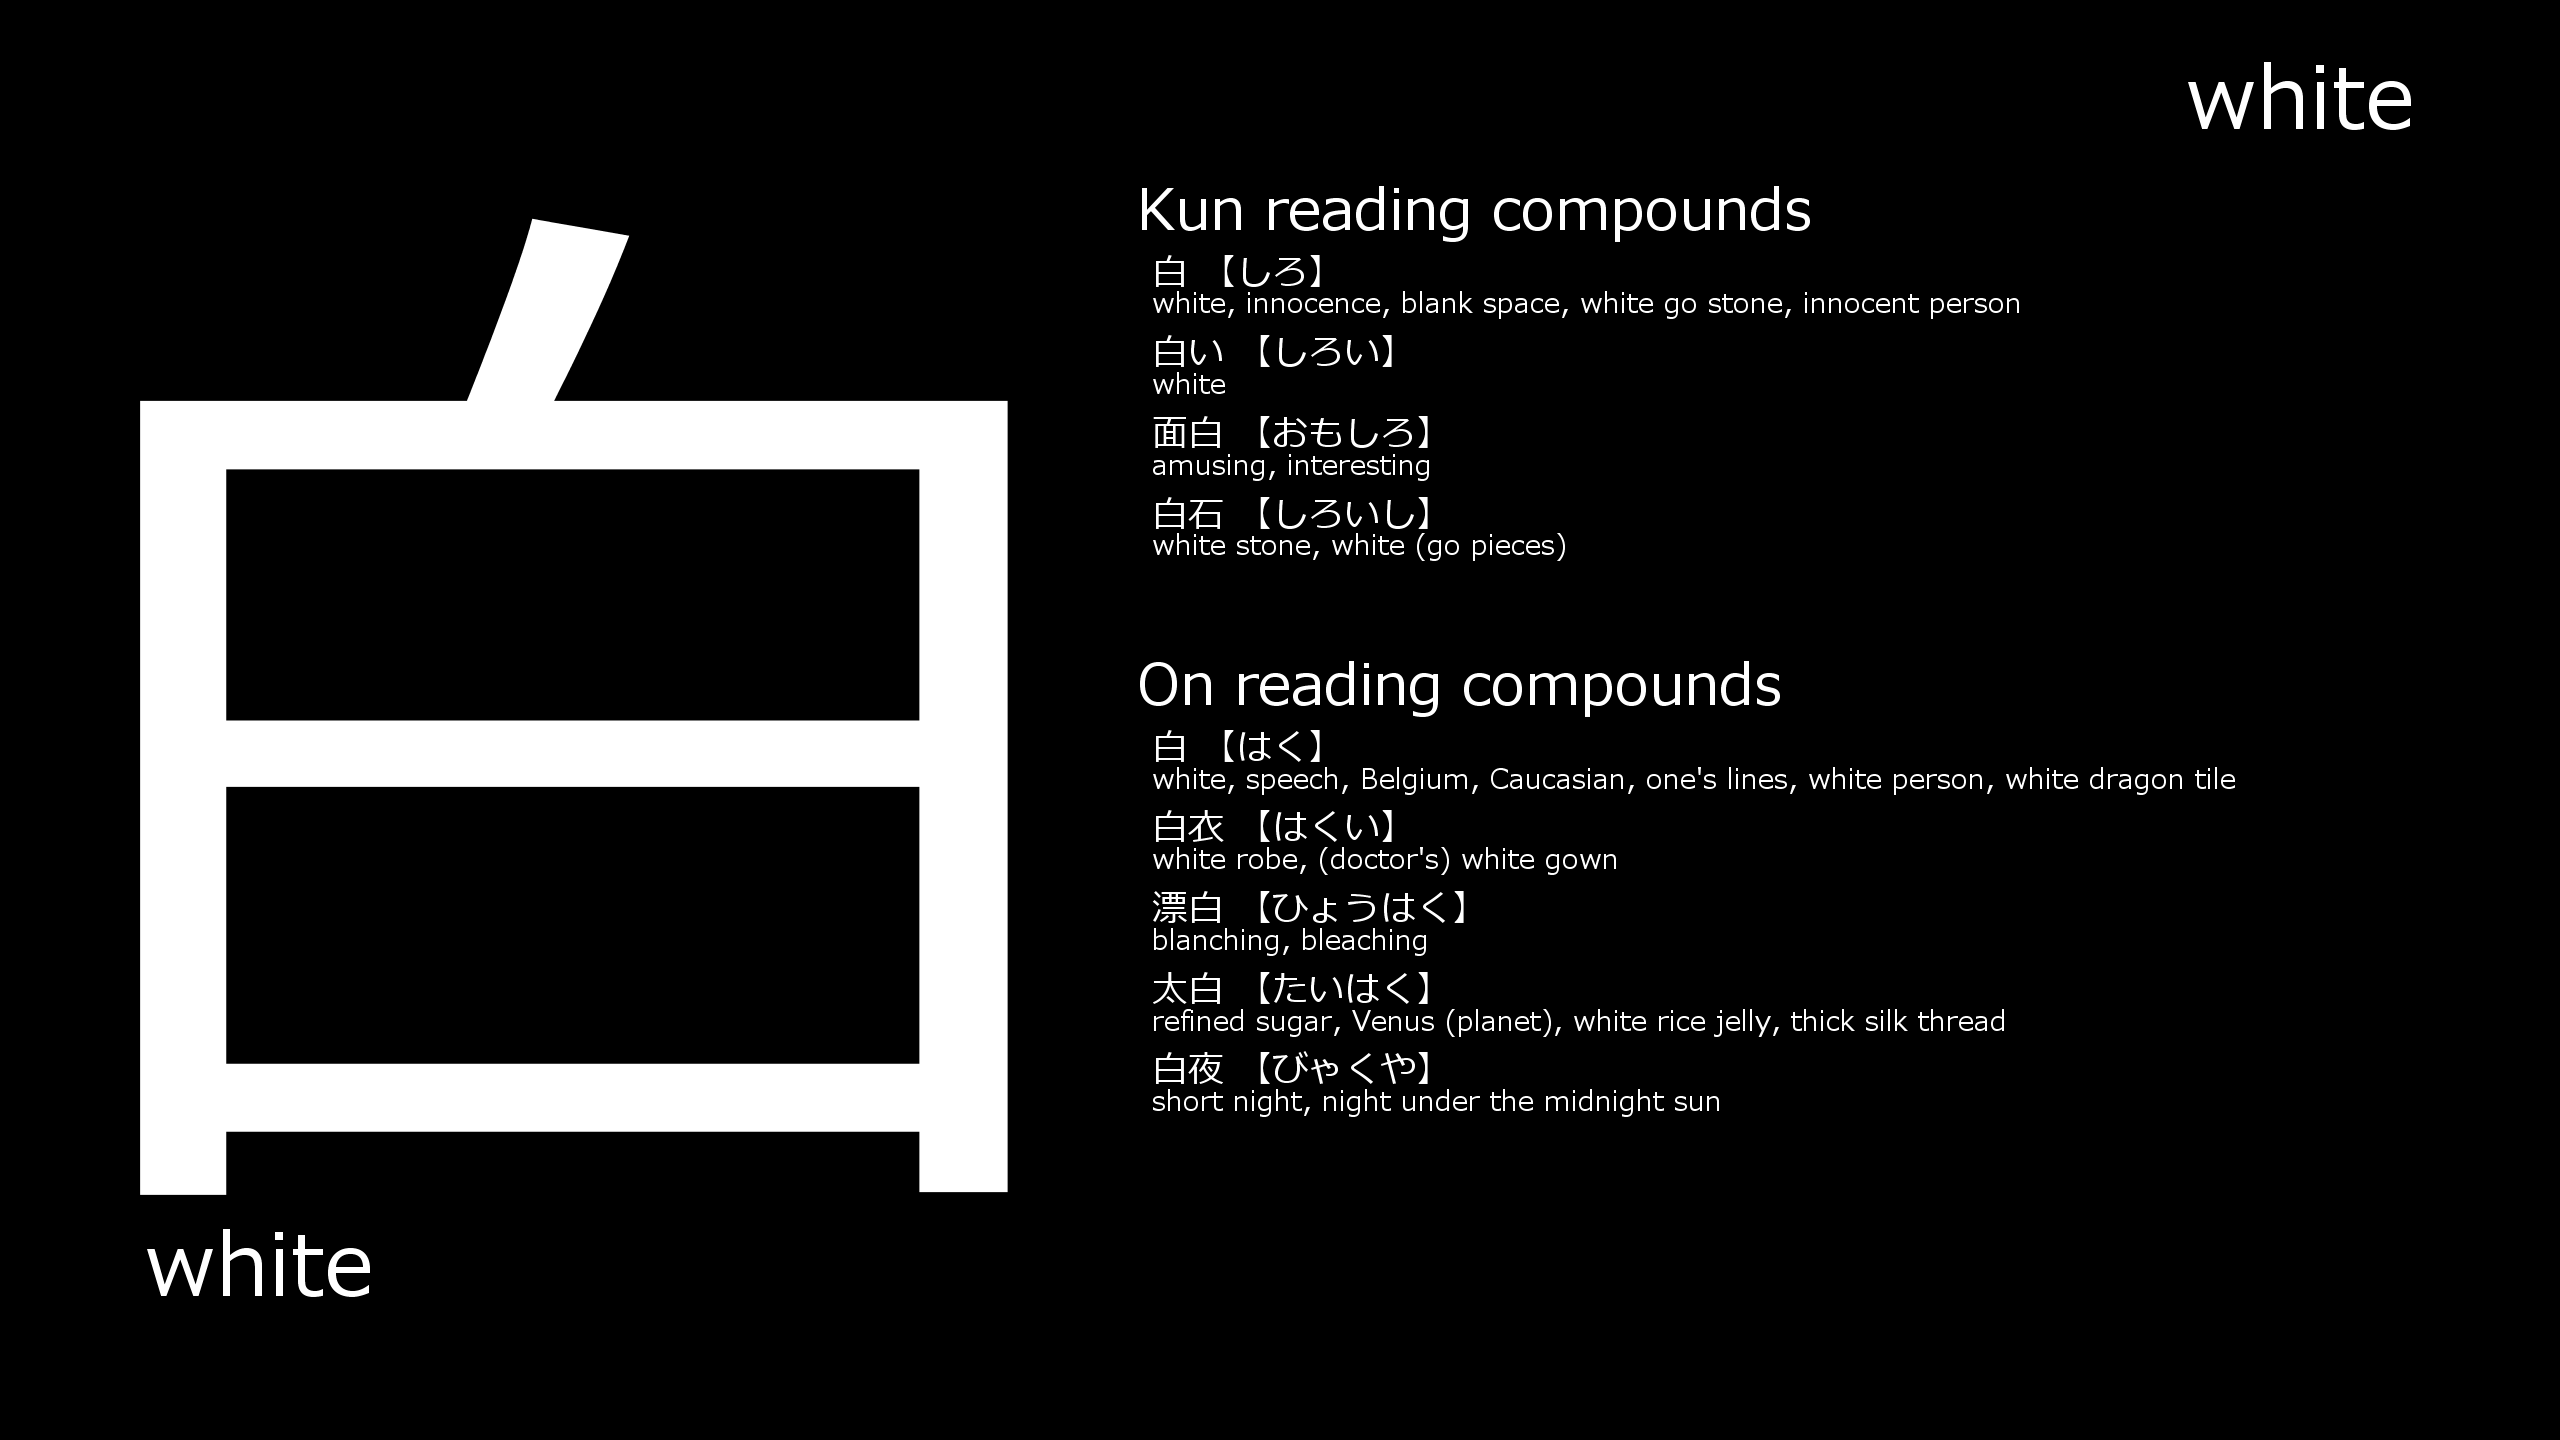 white
白
white
Kun reading compounds
白 【しろ】
white, innocence, blank space, white go stone, innocent person
白い 【しろい】
white
面白 【おもしろ】
amusing, interesting
白石 【しろいし】
white stone, white (go pieces)
On reading compounds
白 【はく】
white, speech, Belgium, Caucasian, one's lines, white person, white dragon tile
白衣 【はくい】
white robe, (doctor's) white gown
漂白 【ひょうはく】
blanching, bleaching
太白 【たいはく】
refined sugar, Venus (planet), white rice jelly, thick silk thread
白夜 【びゃくや】
short night, night under the midnight sun